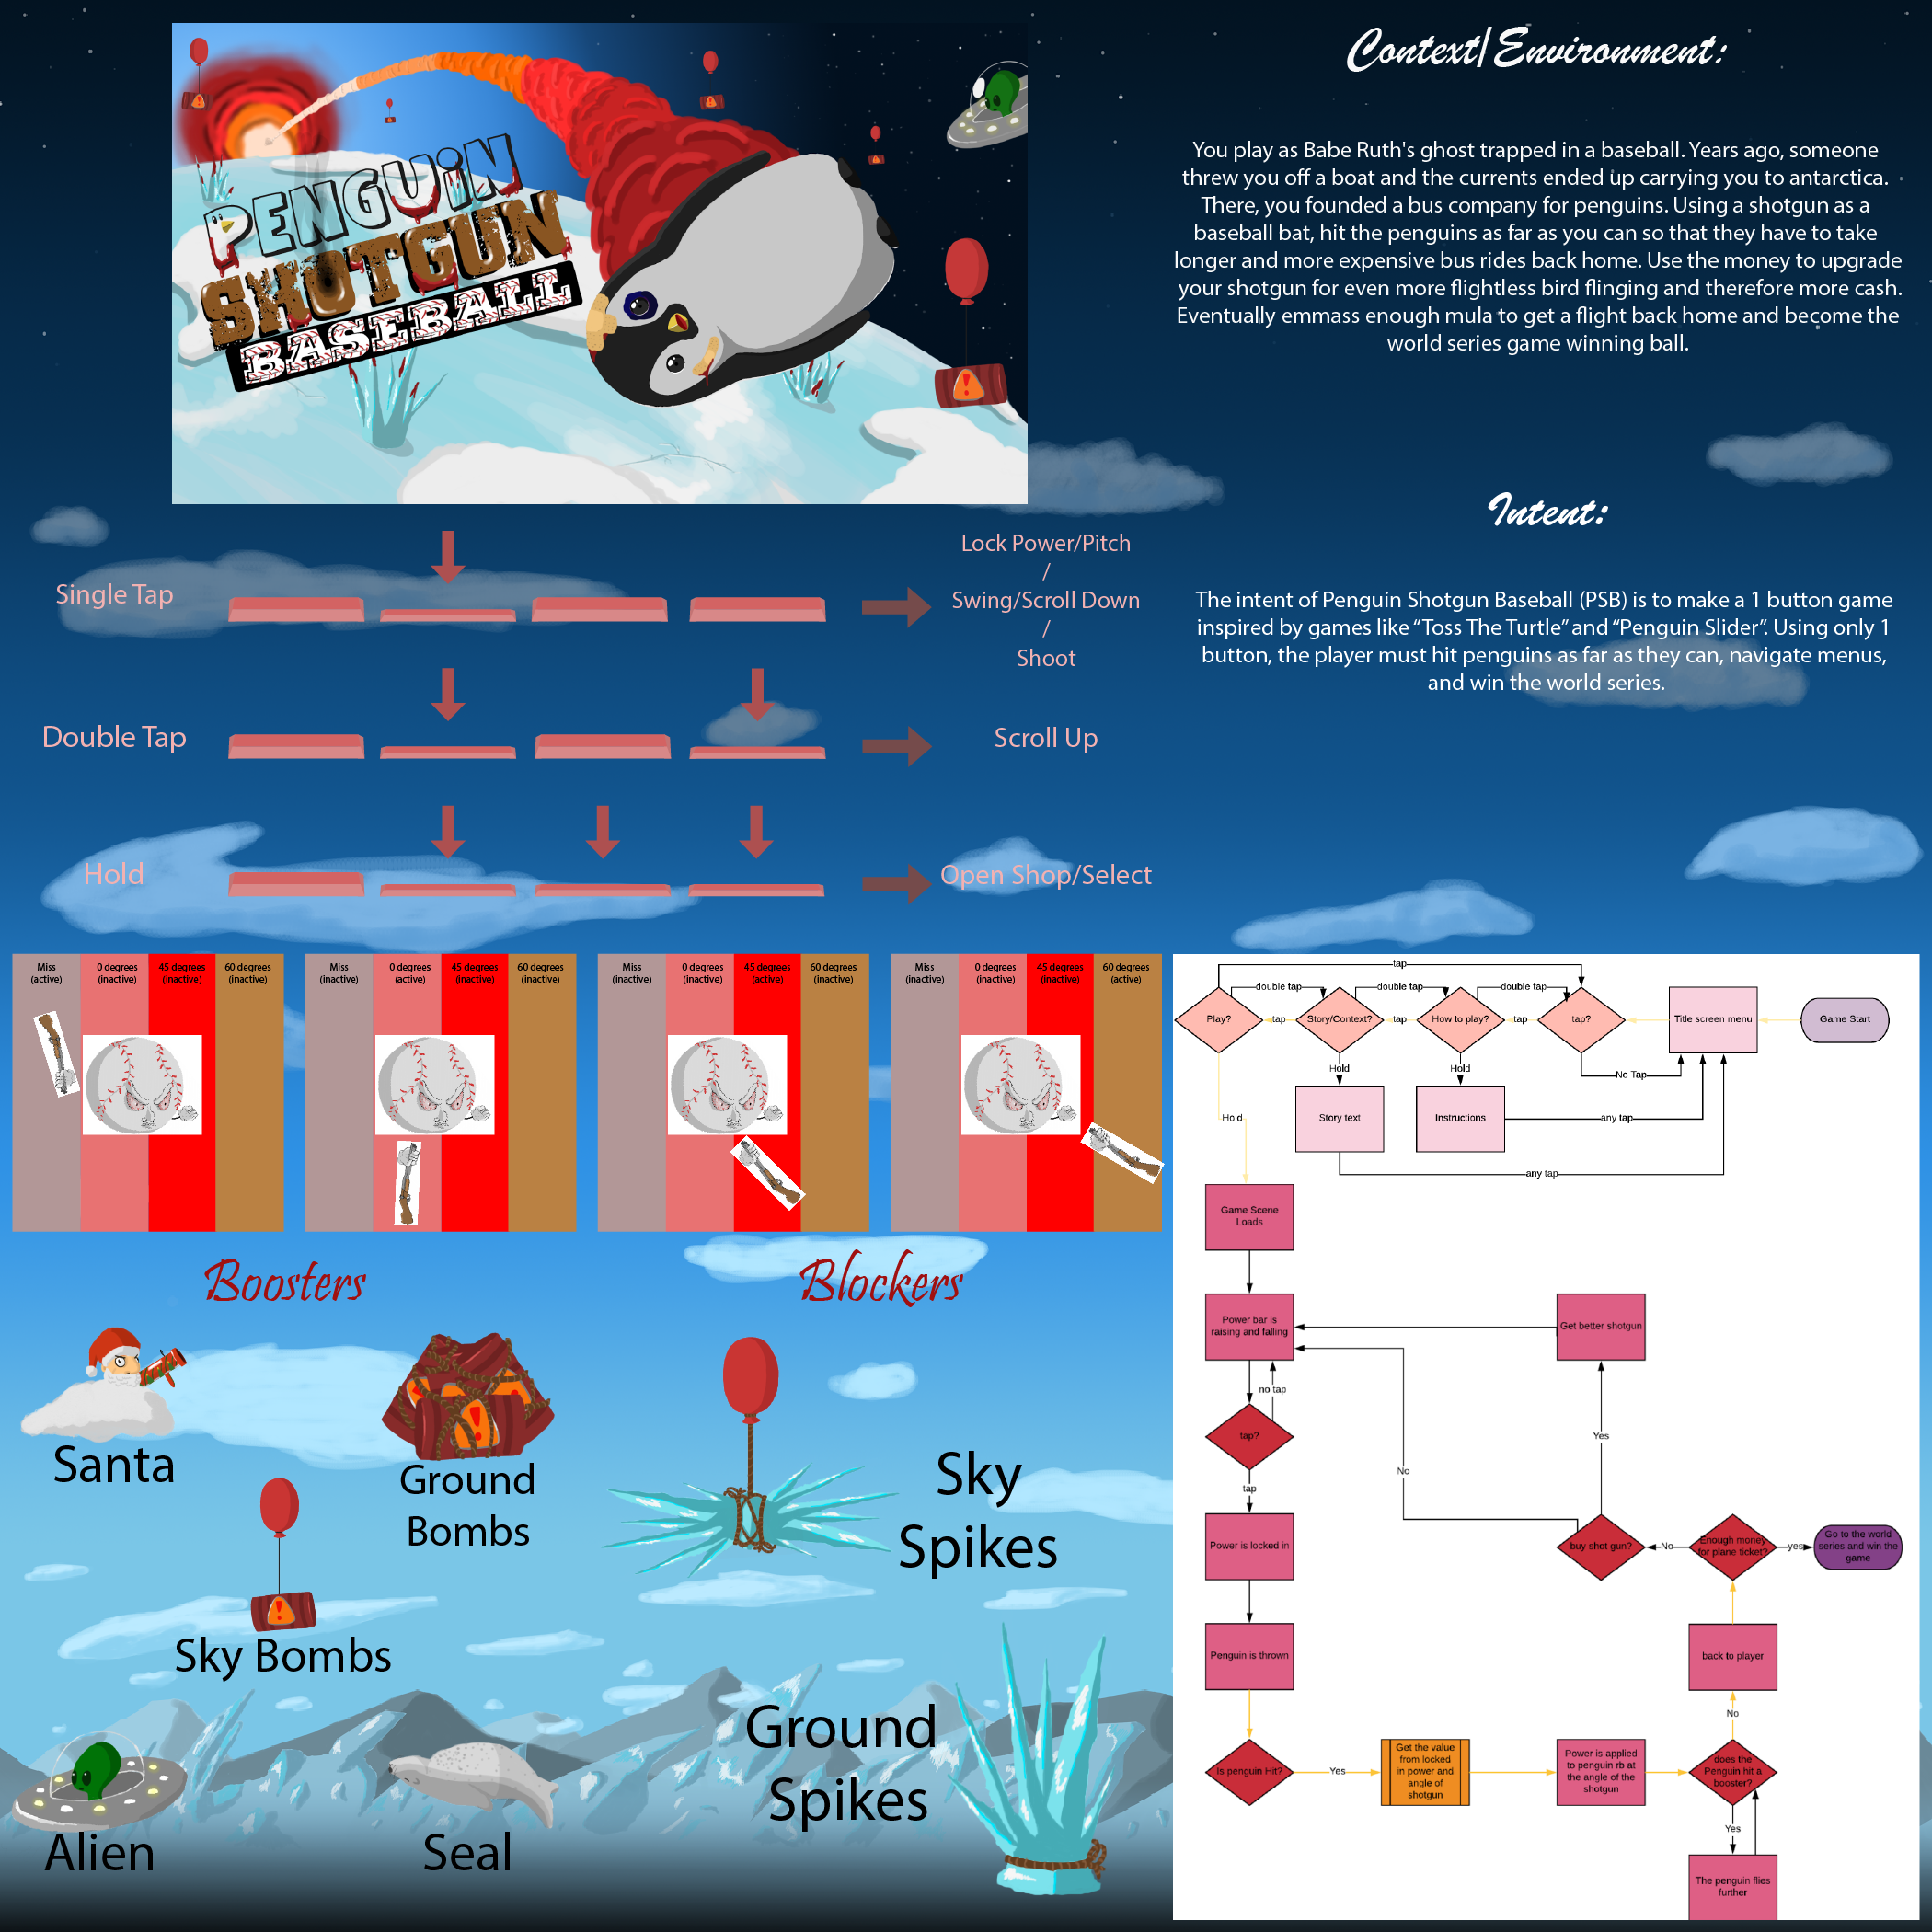 PENGUiN
SHOTGUN
BASEBALL
Context/Environment:
You play as Babe Ruth's ghost trapped in a baseball. Years ago, someone
threw you off a boat and the currents ended up carrying you to antarctica.
There, you founded a bus company for penguins. Using a shotgun as a
baseball bat, hit the penguins as far as you can so that they have to take
longer and more expensive bus rides back home. Use the money to upgrade
your shotgun for even more flightless bird flinging and therefore more cash.
Eventually emmass enough mula to get a flight back home and become the
world series game winning ball.
Intent:
The intent of Penguin Shotgun Baseball (PSB) is to make a 1 button game
inspired by games like “Toss The Turtle” and “Penguin Slider”. Using only 1
button, the player must hit penguins as far as they can, navigate menus,
and win the world series.
Single Tap
Lock Power/Pitch
/
Swing/Scroll Down
/
Shoot
Double Tap
Scroll Up
Hold
Open Shop/Select
Miss
(active)
0 degrees
(inactive)
45 degrees
(inactive)
60 degrees
(inactive)
Miss
(inactive)
0 degrees
(active)
45 degrees
(inactive)
60 degrees
(inactive)
Miss
(inactive)
0 degrees
(inactive)
45 degrees
(active)
60 degrees
(inactive)
Miss
(inactive)
0 degrees
(inactive)
45 degrees
(inactive)
60 degrees
(active)
Boosters
Santa
Ground
Bombs
Sky Bombs
Alien
Seal
Blockers
Sky
Spikes
Ground
Spikes
tap
double tap
double tap
double tap
Play?
tap
Story/Context?
tap
How to play?
tap
tap?
Title screen menu
Game Start
No Tap
Hold
Hold
Hold
Story text
Instructions
any tap
any tap
Game Scene
Loads
Power bar is
raising and falling
Get better shotgun
no tap
tap?
Yes
No
tap
Power is locked in
buy shot gun?
No
Enough money
for plane ticket?
yes
Go to the world
series and win the
game
Penguin is thrown
back to player
No
Is penguin Hit?
Yes
Get the value
from locked
in power and
angle of
shotgun
Power is applied
to penguin rb at
the angle of the
shotgun
does the
Penguin hit a
booster?
Yes
The penguin flies
further